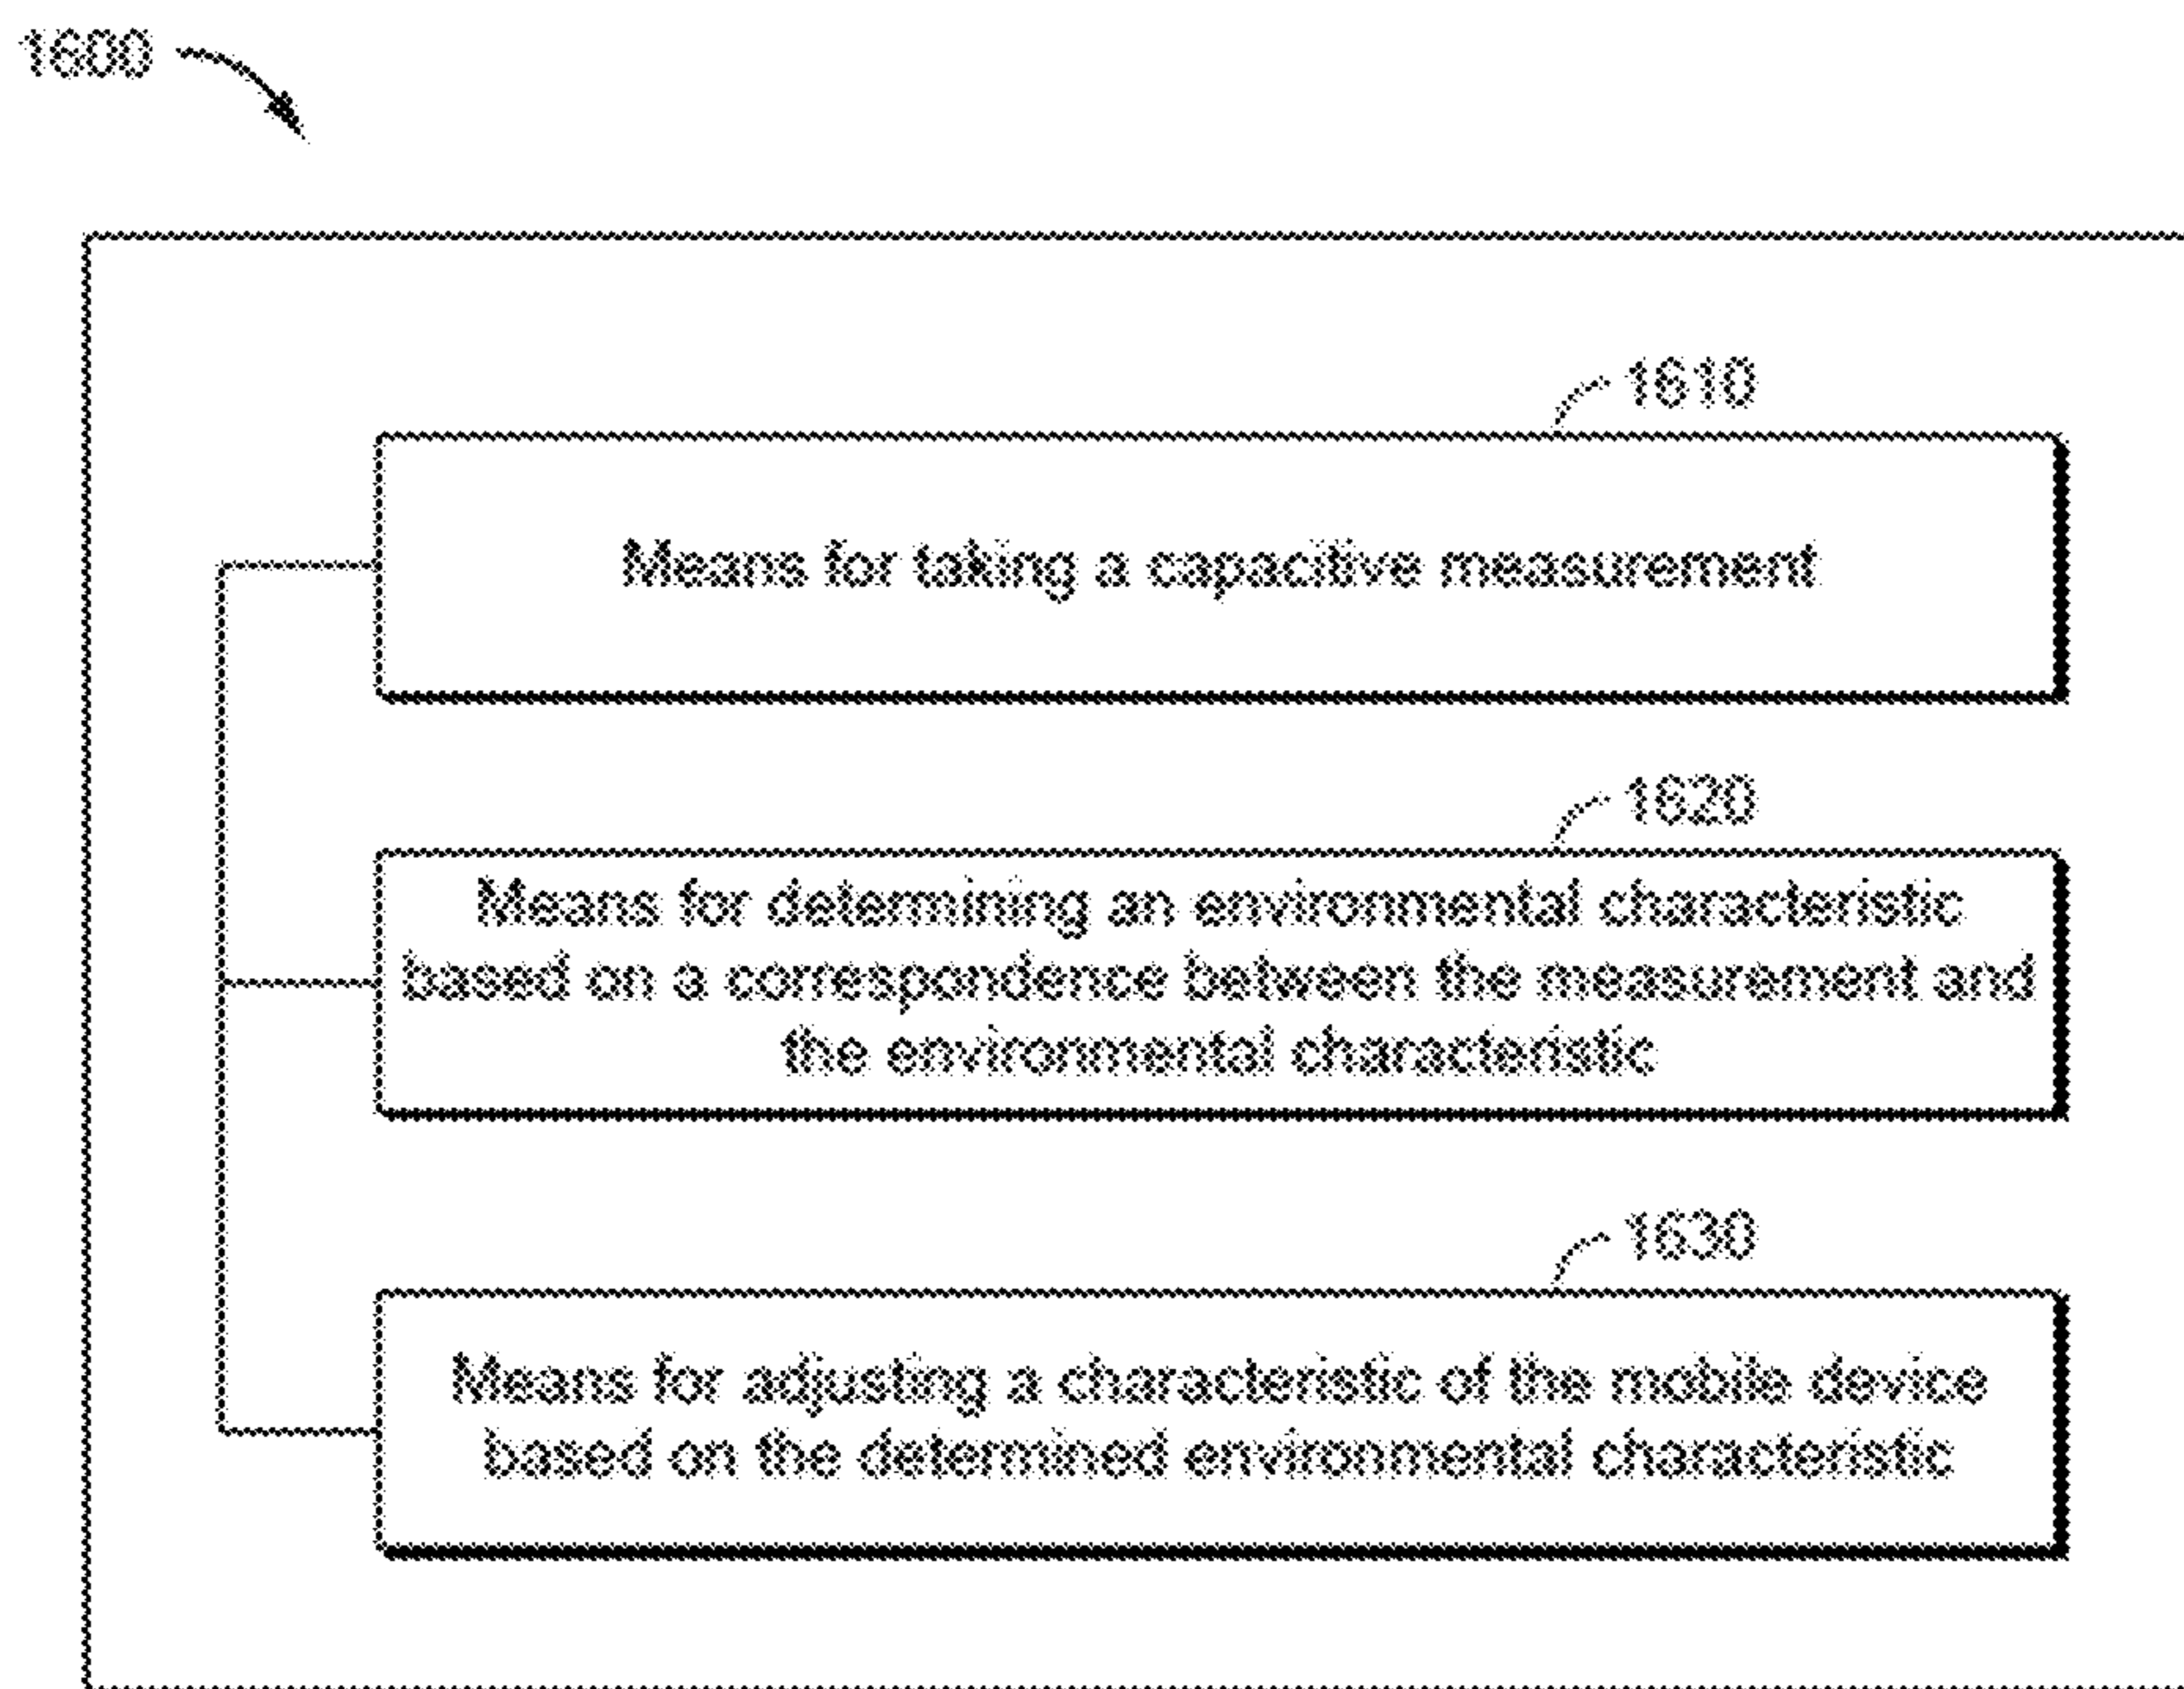 1600
1610
Means for taking a capacitive measurement
1620
Means for determining an environmental characteristic
based on a correspondence between the measurement and
the environmental characteristic
1630
Means for adjusting a characteristic of the mobile device
based on the determined environmental characteristic